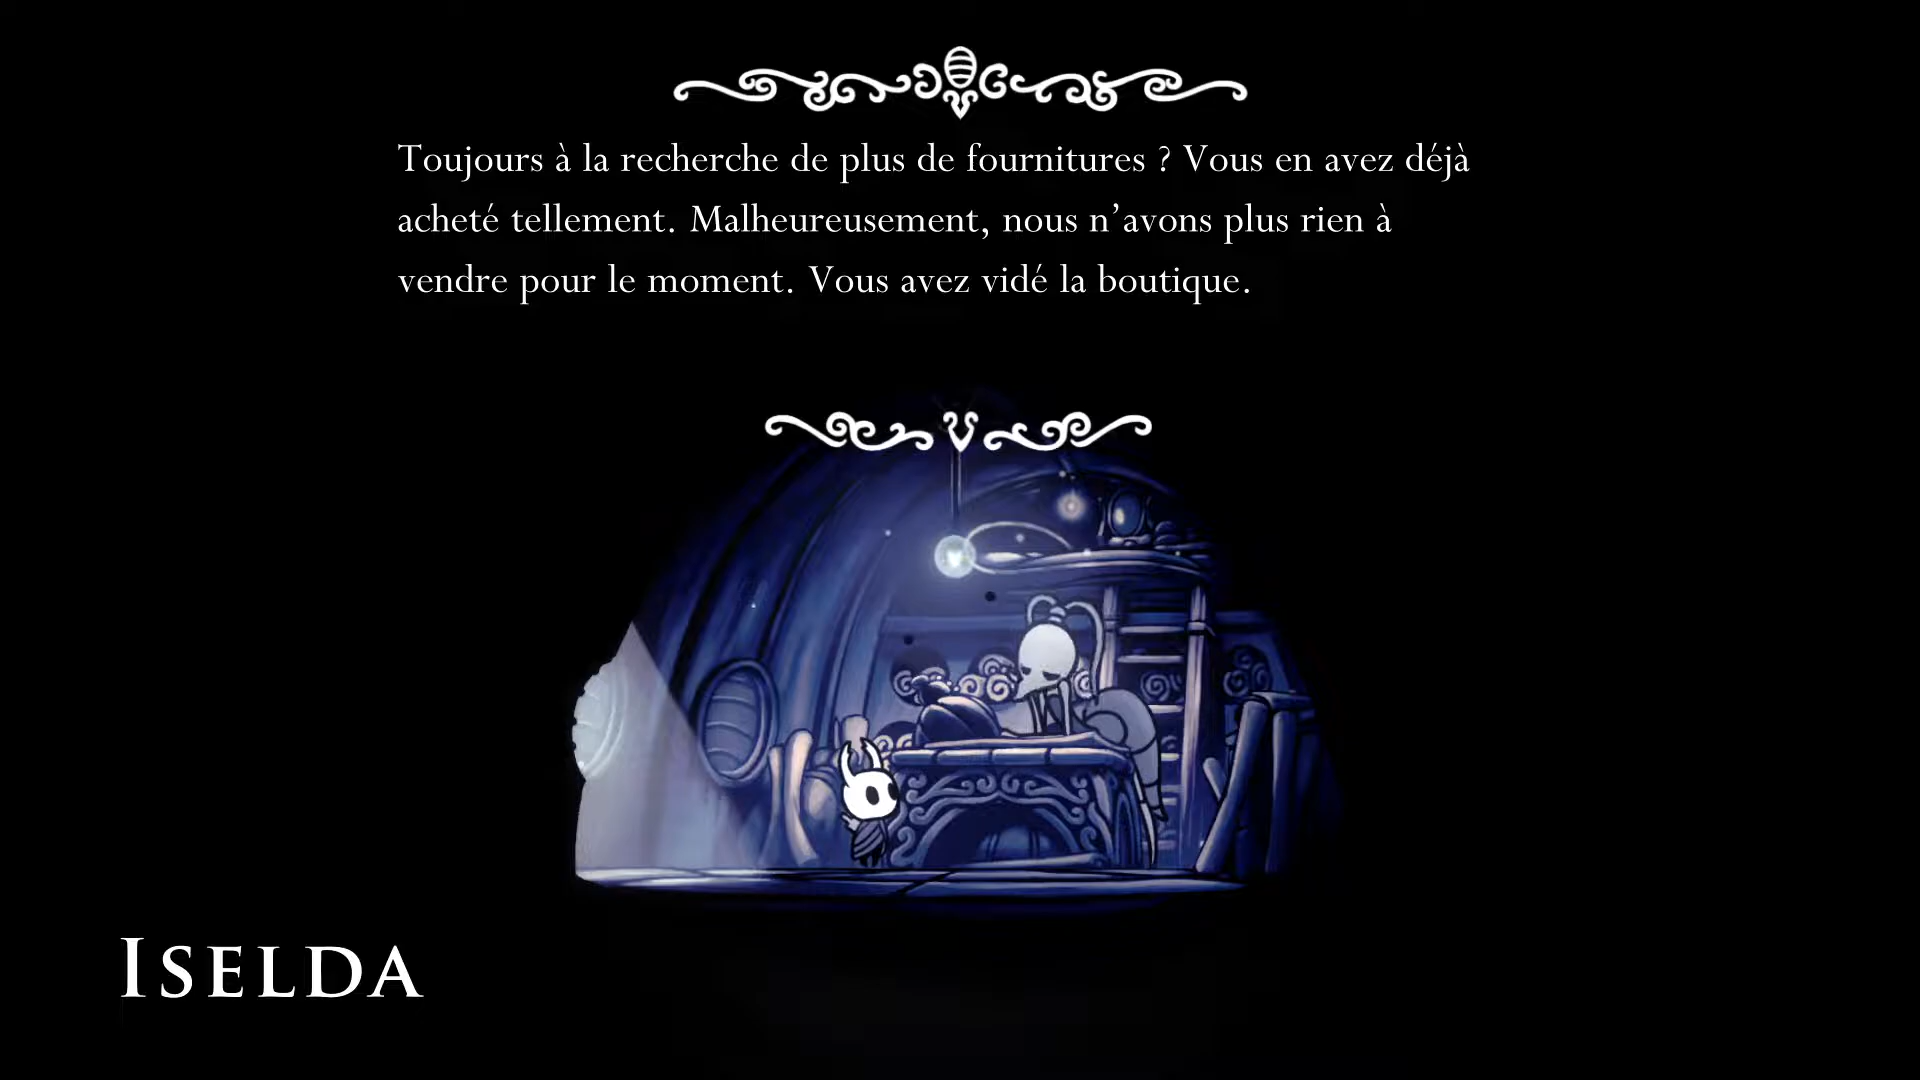 Toujours à la recherche de plus de fournitures ? Vous en avez déjà
acheté tellement. Malheureusement, nous n’avons plus rien à
vendre pour le moment. Vous avez vidé la boutique.
ISELDA